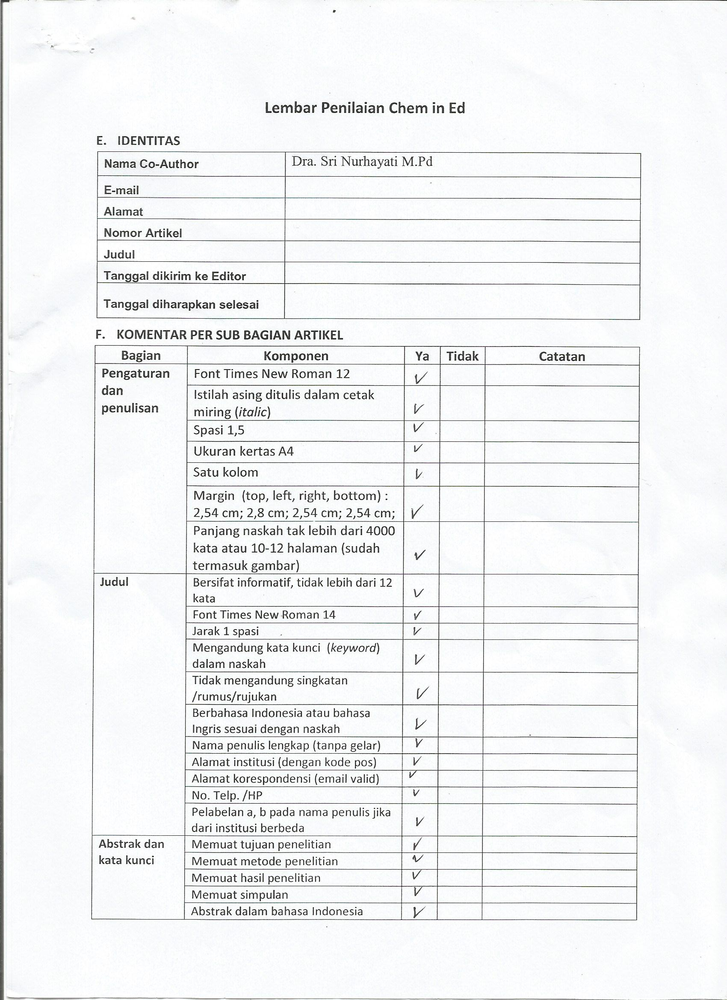 Lembar Penilaian Chem in Ed
E. IDENTITAS
Nama Co-Author Dra. Sri Nurhayati M.Pd
E-mail
Alamat
Nomor Artikel
Judul
Tanggal dikirim ke Editor
Tanggal diharapkan selesai
F. KOMENTAR PER SUB BAGIAN ARTIKEL
Bagian Komponen Ya Tidak Catatan
Pengaturan dan penulisan Font Times New Roman 12 ✓
Istilah asing ditulis dalam cetak
miring (italic) ✓
Spasi 1,5 ✓
Ukuran kertas A4 ✓
Satu kolom ✓
Margin (top, left, right, bottom) :
2,54 cm; 2,8 cm; 2,54 cm; 2,54 cm; ✓
Panjang naskah tak lebih dari 4000
kata atau 10-12 halaman (sudah
termasuk gambar) ✓
Judul Bersifat informatif, tidak lebih dari 12
kata ✓
Font Times New Roman 14 ✓
Jarak 1 spasi ✓
Mengandung kata kunci (keyword)
dalam naskah ✓
Tidak mengandung singkatan
/rumus/rujukan ✓
Berbahasa Indonesia atau bahasa
Ingris sesuai dengan naskah ✓
Nama penulis lengkap (tanpa gelar) ✓
Alamat institusi (dengan kode pos) ✓
Alamat korespondensi (email valid) ✓
No. Telp. /HP ✓
Pelabelan a, b pada nama penulis jika
dari institusi berbeda ✓
Abstrak dan kata kunci Memuat tujuan penelitian ✓
Memuat metode penelitian ✓
Memuat hasil penelitian ✓
Memuat simpulan ✓
Abstrak dalam bahasa Indonesia ✓